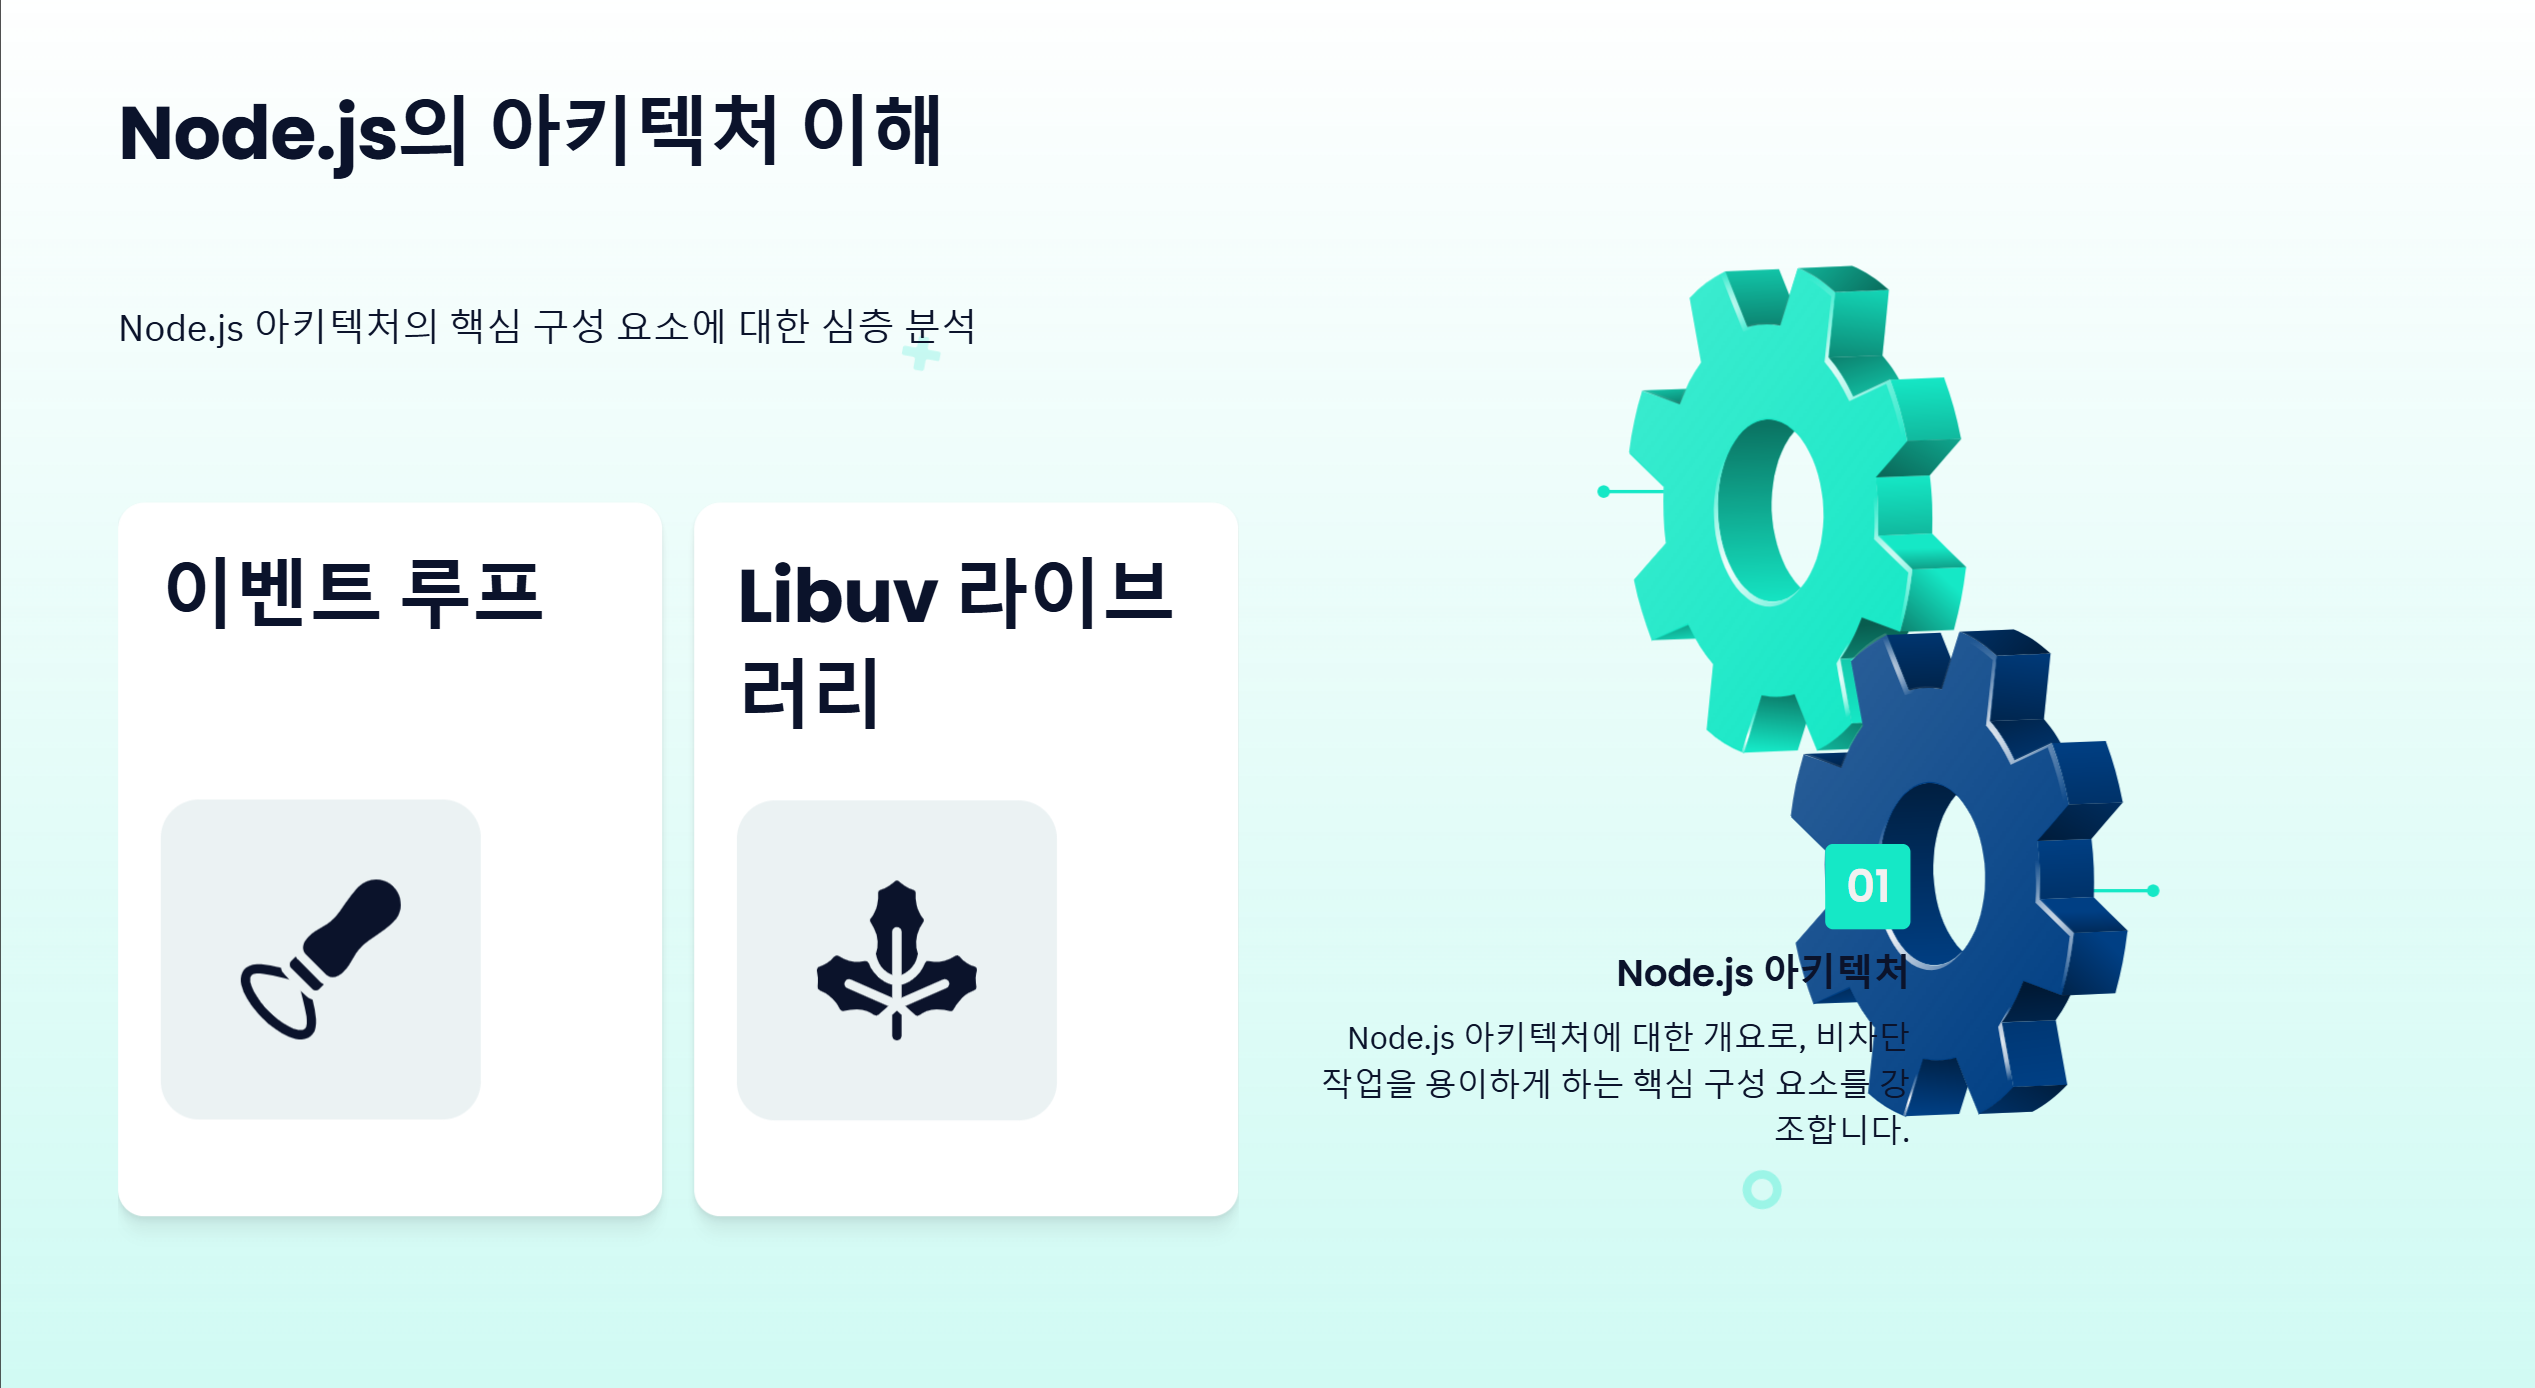 Node.js의 아키텍처 이해
Node.js 아키텍처의 핵심 구성 요소에 대한 심층 분석
이벤트 루프
Libuv 라이브
러리
01
Node.js 아키텍처
Node.js 아키텍처에 대한 개요로, 비차단
작업을 용이하게 하는 핵심 구성 요소를 강
조합니다.